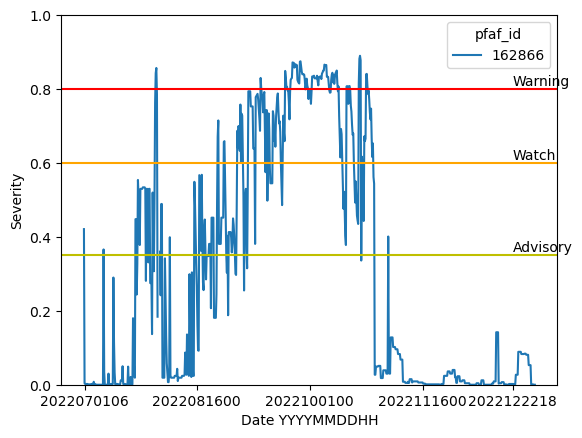 pfaf_id
162866
Warning
Watch
Advisory
1.0
0.8
0.6
0.4
0.2
0.0
Severity
2022070106 2022081600 2022100100 2022111600 2022122218
Date YYYYMMDDHH